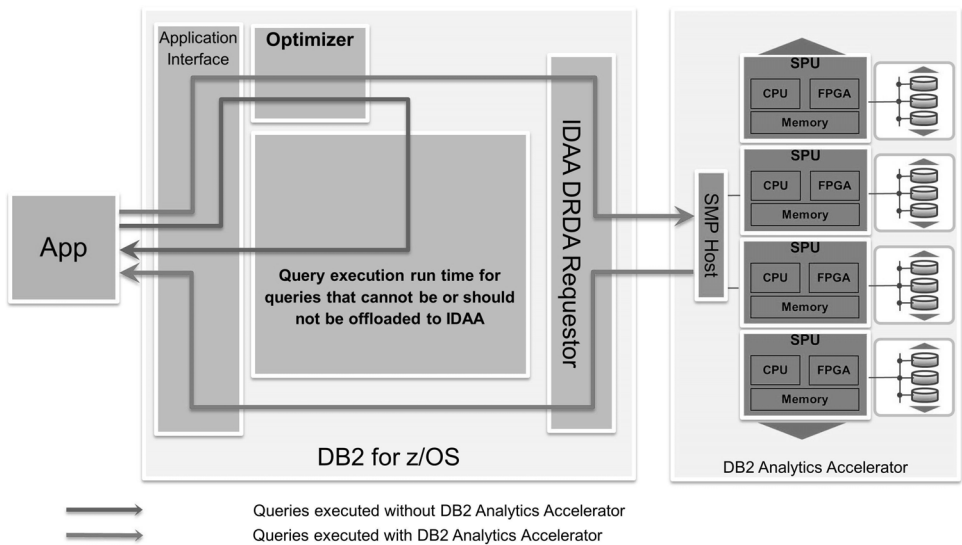 Application
Interface
Optimizer
IDAA DRDA Requestor
App
Query execution run time for
queries that cannot be or should
not be offloaded to IDAA
DB2 for z/OS
SMP Host
SPU
CPU
FPGA
Memory
SPU
CPU
FPGA
Memory
SPU
CPU
FPGA
Memory
SPU
CPU
FPGA
Memory
DB2 Analytics Accelerator
Queries executed without DB2 Analytics Accelerator
Queries executed with DB2 Analytics Accelerator